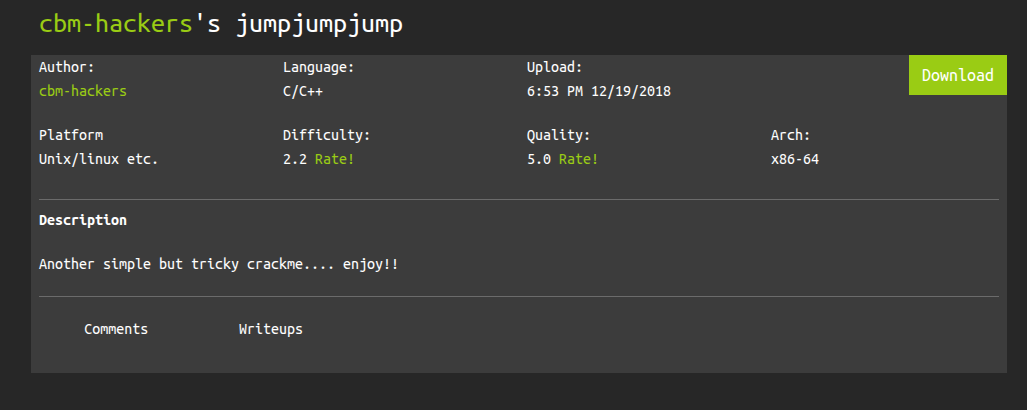 cbm-hackers's jumpjumpjump
Author: Language: Upload: Download
cbm-hackers C/C++ 6:53 PM 12/19/2018
Platform Difficulty: Quality: Arch:
Unix/linux etc. 2.2 Rate! 5.0 Rate! x86-64
Description
Another simple but tricky crackme.... enjoy!!
Comments Writeups